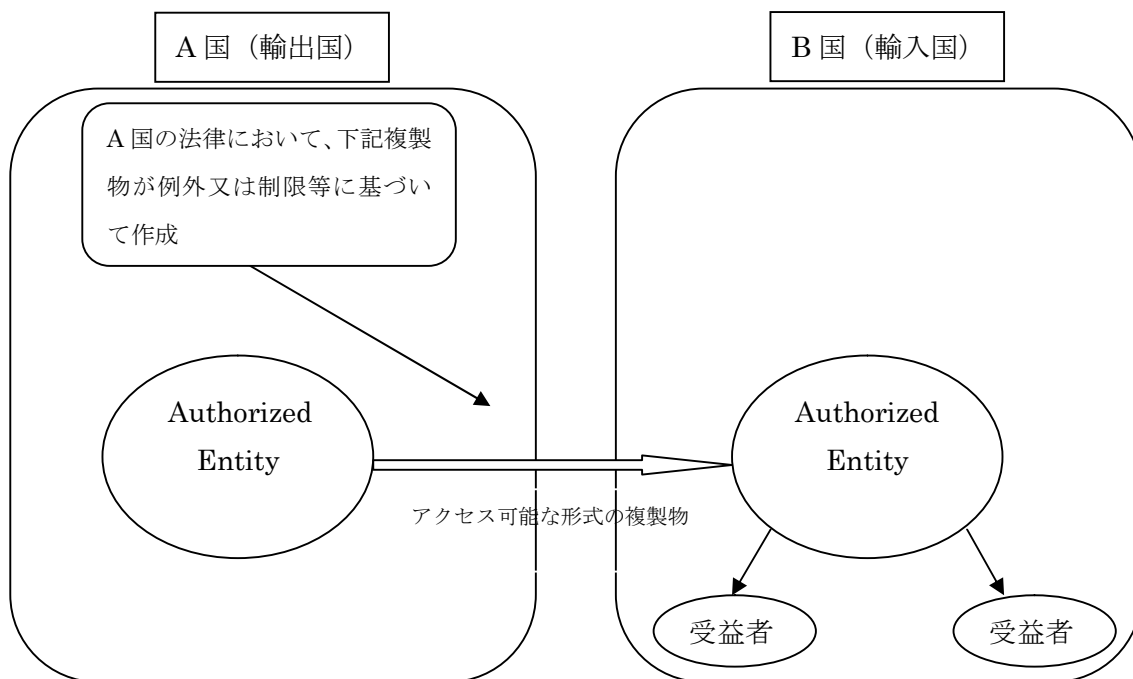 A 国（輸出国）
B 国（輸入国）
A 国の法律において、下記複製
物が例外又は制限等に基づい
て作成
Authorized
Entity
Authorized
Entity
アクセス可能な形式の複製物
受益者
受益者